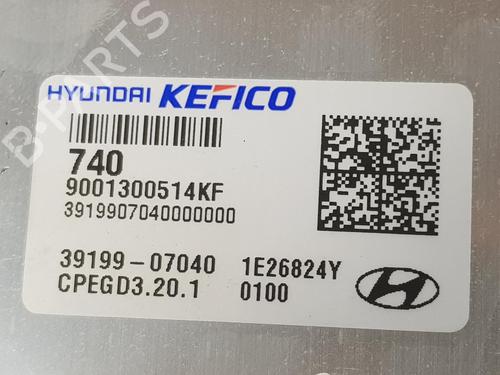 B-PARTS
HYUNDAI KEFICO
740
9001300514KF
3919907040000000
39199-07040 1E26824Y
CPEGD3.20.1 0100